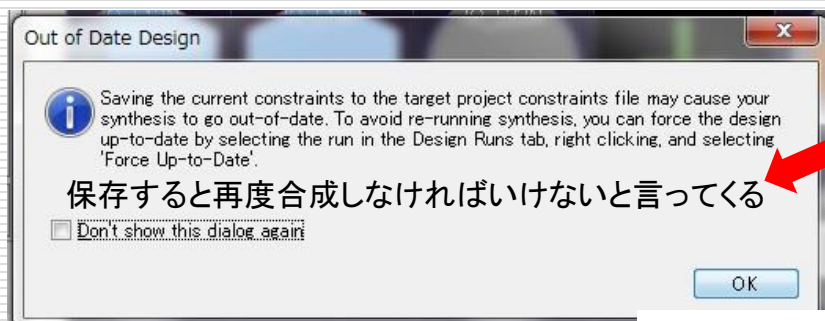 Out of Date Design
Saving the current constraints to the target project constraints file may cause your
synthesis to go out-of-date. To avoid re-running synthesis, you can force the design
up-to-date by selecting the run in the Design Runs tab, right clicking, and selecting
'Force Up-to-Date'.
保存すると再度合成しなければいけないと言ってくる
Don't show this dialog again
OK